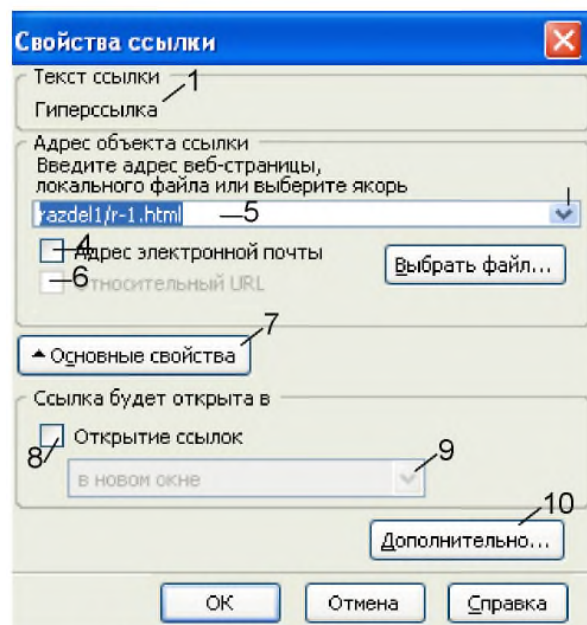 Свойства ссылки
Текст ссылки 1
Гиперссылка
Адрес объекта ссылки
Введите адрес веб-страницы,
локального файла или выберите якорь
razdel1/r-1.html 5
4 Адрес электронной почты
Выбрать файл...
6 Относительный URL
7
Основные свойства
Ссылка будет открыта в
8 Открытие ссылок
9
в новом окне
10
Дополнительно...
ОК Отмена Справка